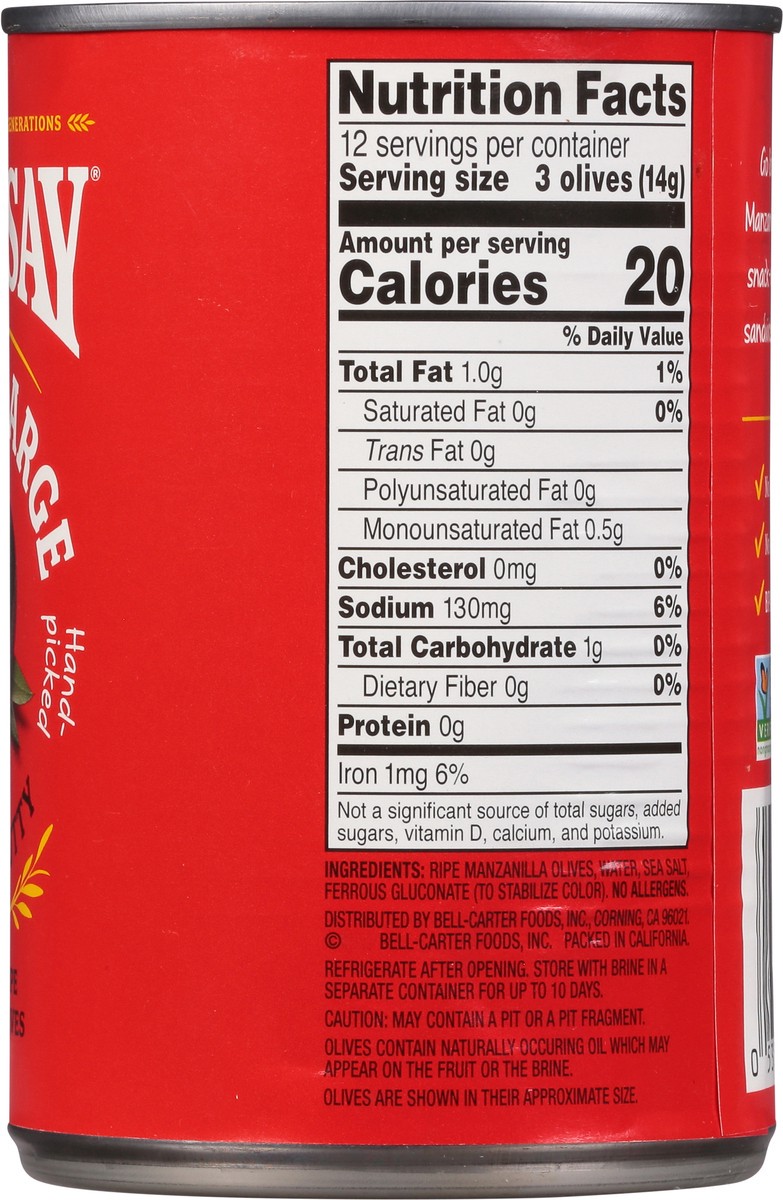 SAY®
ARGE
Hand-
picked
Nutrition Facts
12 servings per container
Serving size 3 olives (14g)
Amount per serving
Calories 20
% Daily Value
Total Fat 1.0g 1%
Saturated Fat 0g 0%
Trans Fat 0g
Polyunsaturated Fat 0g
Monounsaturated Fat 0.5g
Cholesterol 0mg 0%
Sodium 130mg 6%
Total Carbohydrate 1g 0%
Dietary Fiber 0g 0%
Protein 0g
Iron 1mg 6%
Not a significant source of total sugars, added
sugars, vitamin D, calcium, and potassium.
INGREDIENTS: RIPE MANZANILLA OLIVES, WATER, SEA SALT,
FERROUS GLUCONATE (TO STABILIZE COLOR). NO ALLERGENS.
DISTRIBUTED BY BELL-CARTER FOODS, INC., CORNING, CA 96021.
© BELL-CARTER FOODS, INC. PACKED IN CALIFORNIA.
REFRIGERATE AFTER OPENING. STORE WITH BRINE IN A
SEPARATE CONTAINER FOR UP TO 10 DAYS.
CAUTION: MAY CONTAIN A PIT OR A PIT FRAGMENT.
OLIVES CONTAIN NATURALLY OCCURING OIL WHICH MAY
APPEAR ON THE FRUIT OR THE BRINE.
OLIVES ARE SHOWN IN THEIR APPROXIMATE SIZE.